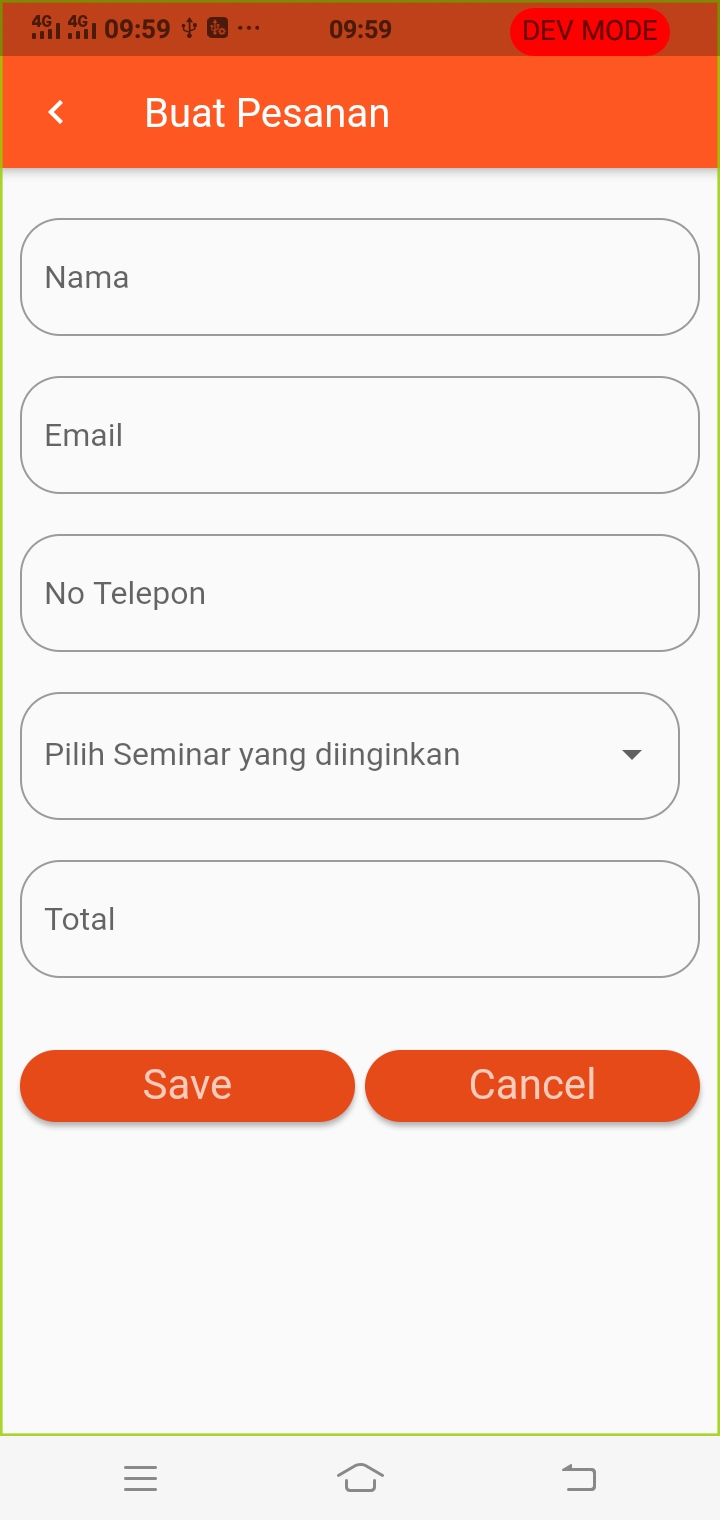 4G 4G 09:59 ... 09:59 DEV MODE
Buat Pesanan
Nama
Email
No Telepon
Pilih Seminar yang diinginkan
Total
Save Cancel